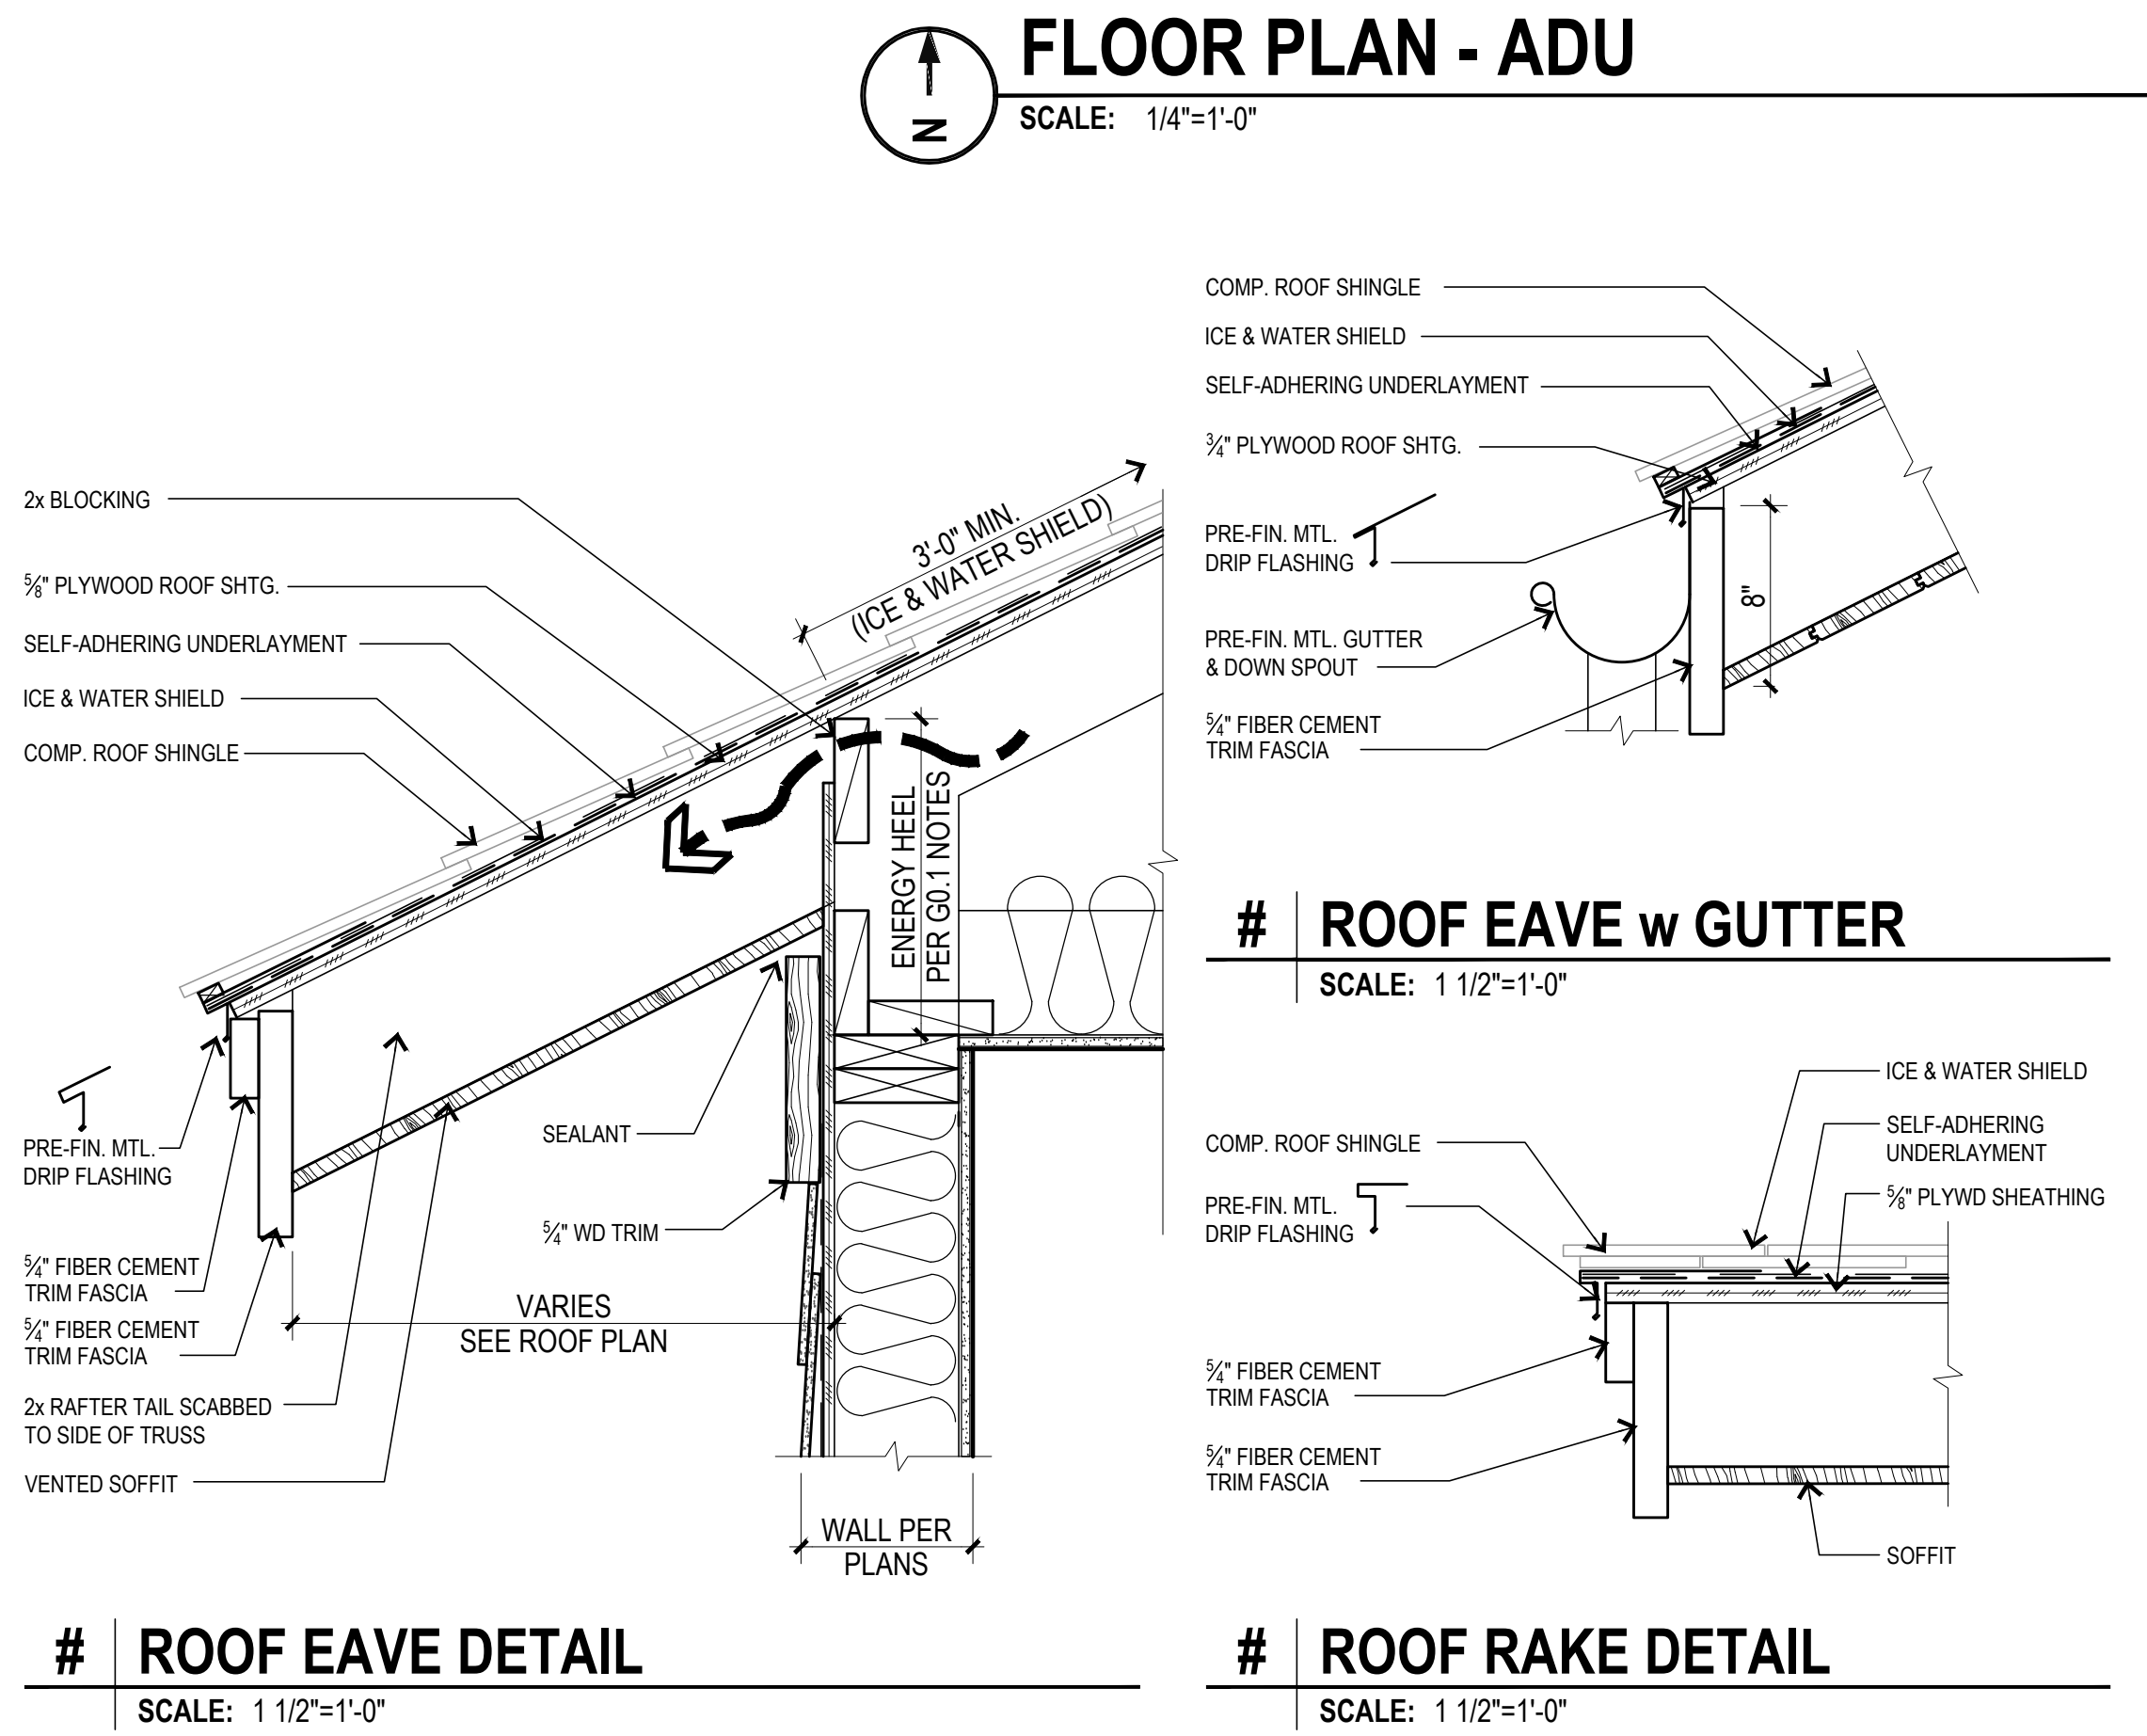 FLOOR PLAN - ADU
N
SCALE: 1/4"=1'-0"
2x BLOCKING
5/8" PLYWOOD ROOF SHTG.
SELF-ADHERING UNDERLAYMENT
ICE & WATER SHIELD
COMP. ROOF SHINGLE
3'-0" MIN.
(ICE & WATER SHIELD)
ENERGY HEEL
PER G0.1 NOTES
PRE-FIN. MTL.
DRIP FLASHING
SEALANT
5/4" WD TRIM
5/4" FIBER CEMENT
TRIM FASCIA
5/4" FIBER CEMENT
TRIM FASCIA
VARIES
SEE ROOF PLAN
2x RAFTER TAIL SCABBED
TO SIDE OF TRUSS
VENTED SOFFIT
WALL PER
PLANS
# ROOF EAVE DETAIL
SCALE: 1 1/2"=1'-0"
COMP. ROOF SHINGLE
ICE & WATER SHIELD
SELF-ADHERING UNDERLAYMENT
3/4" PLYWOOD ROOF SHTG.
PRE-FIN. MTL.
DRIP FLASHING
8"
PRE-FIN. MTL. GUTTER
& DOWN SPOUT
5/4" FIBER CEMENT
TRIM FASCIA
# ROOF EAVE w GUTTER
SCALE: 1 1/2"=1'-0"
ICE & WATER SHIELD
SELF-ADHERING
UNDERLAYMENT
5/8" PLYWD SHEATHING
COMP. ROOF SHINGLE
PRE-FIN. MTL.
DRIP FLASHING
5/4" FIBER CEMENT
TRIM FASCIA
5/4" FIBER CEMENT
TRIM FASCIA
SOFFIT
# ROOF RAKE DETAIL
SCALE: 1 1/2"=1'-0"